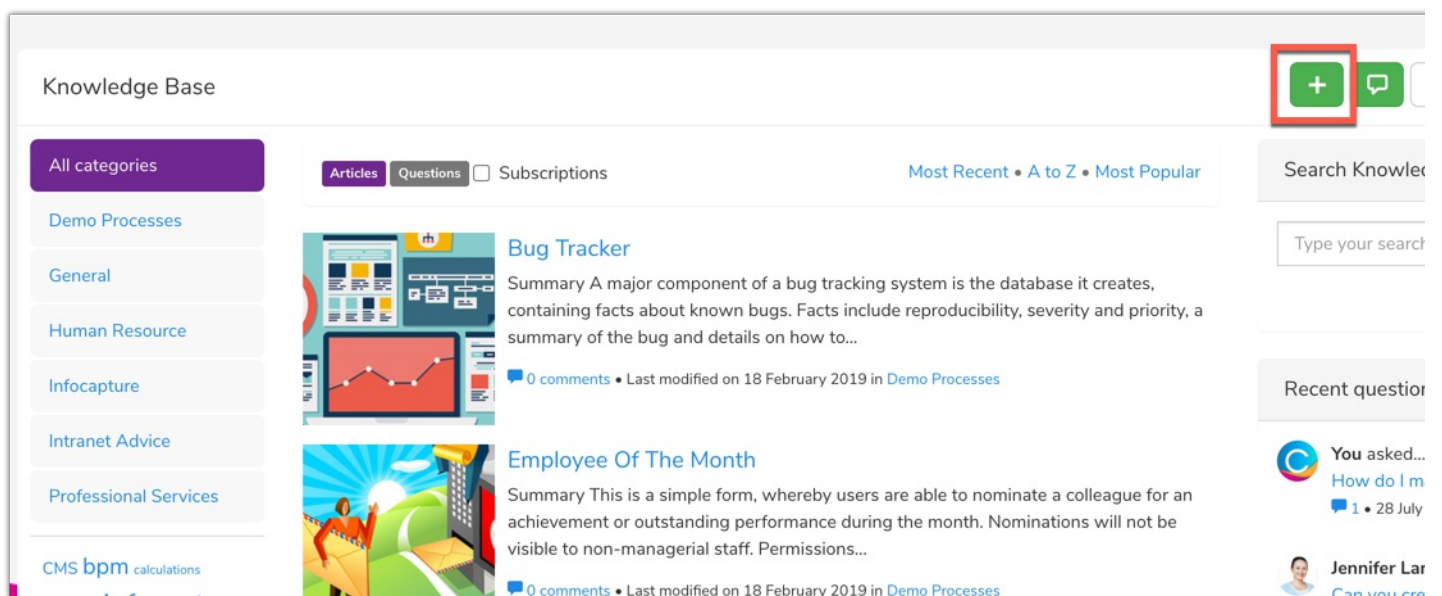 Knowledge Base
All categories
Demo Processes
General
Human Resource
Infocapture
Intranet Advice
Professional Services
CMS bpm calculations
Articles Questions Subscriptions
Most Recent • A to Z • Most Popular
Bug Tracker
Summary A major component of a bug tracking system is the database it creates,
containing facts about known bugs. Facts include reproducibility, severity and priority, a
summary of the bug and details on how to...
0 comments • Last modified on 18 February 2019 in Demo Processes
Employee Of The Month
Summary This is a simple form, whereby users are able to nominate a colleague for an
achievement or outstanding performance during the month. Nominations will not be
visible to non-managerial staff. Permissions...
0 comments • Last modified on 18 February 2019 in Demo Processes
Search
Type your
Recent
You asked...
How do I
1 • 28 July
Jennifer
Can you